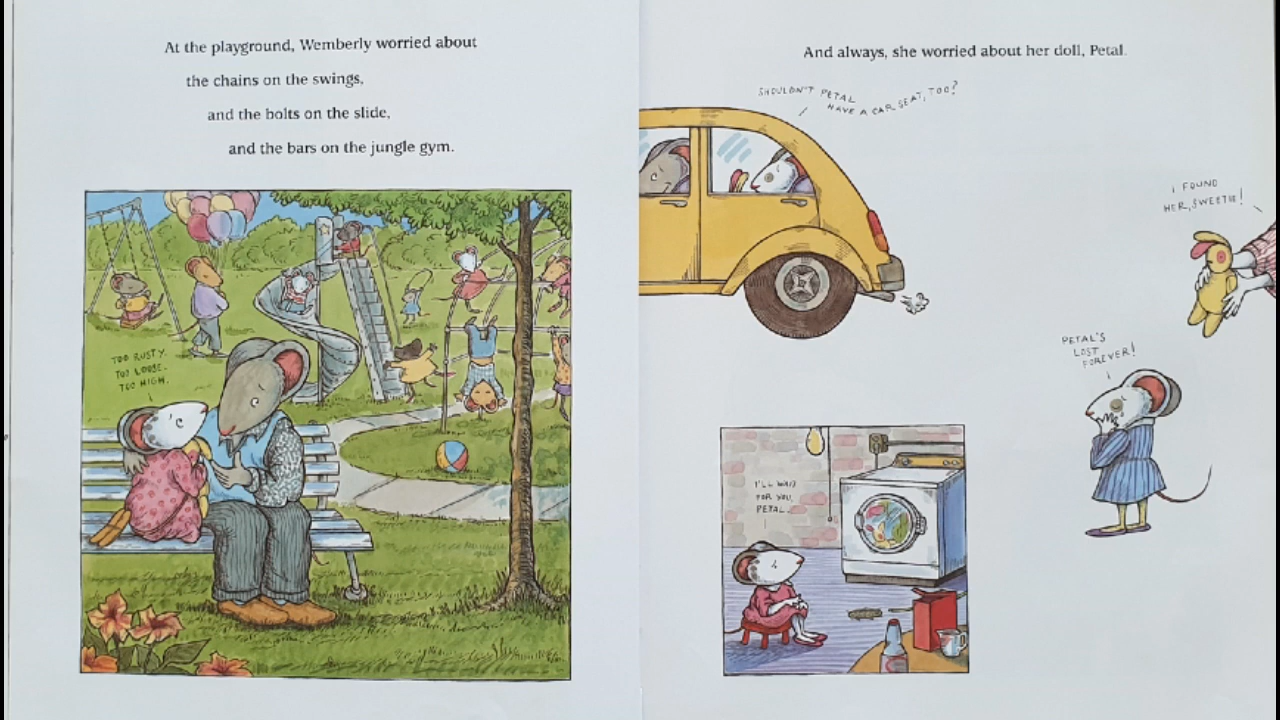 At the playground, Wemberly worried about
the chains on the swings,
and the bolts on the slide,
and the bars on the jungle gym.
TOO RUSTY.
TOO LOOSE.
TOO HIGH.
And always, she worried about her doll, Petal.
SHOULDN'T PETAL
HAVE A CAR SEAT, TOO?
I FOUND
HER, SWEETIE!
PETAL'S
LOST
FOREVER!
I'LL WAIT
FOR YOU,
PETAL.